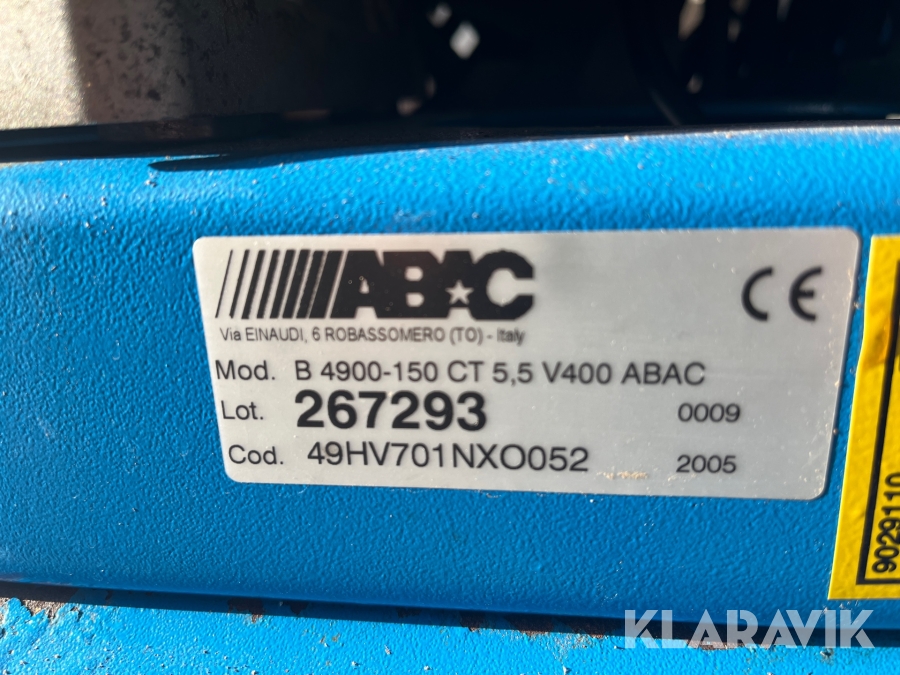 ABAC
CE
Via EINAUDI, 6 ROBASSOMERO (TO) - Italy
Mod. B 4900-150 CT 5,5 V400 ABAC
Lot. 267293 0009
Cod. 49HV701NXO052 2005
9029110
KLARAVIK